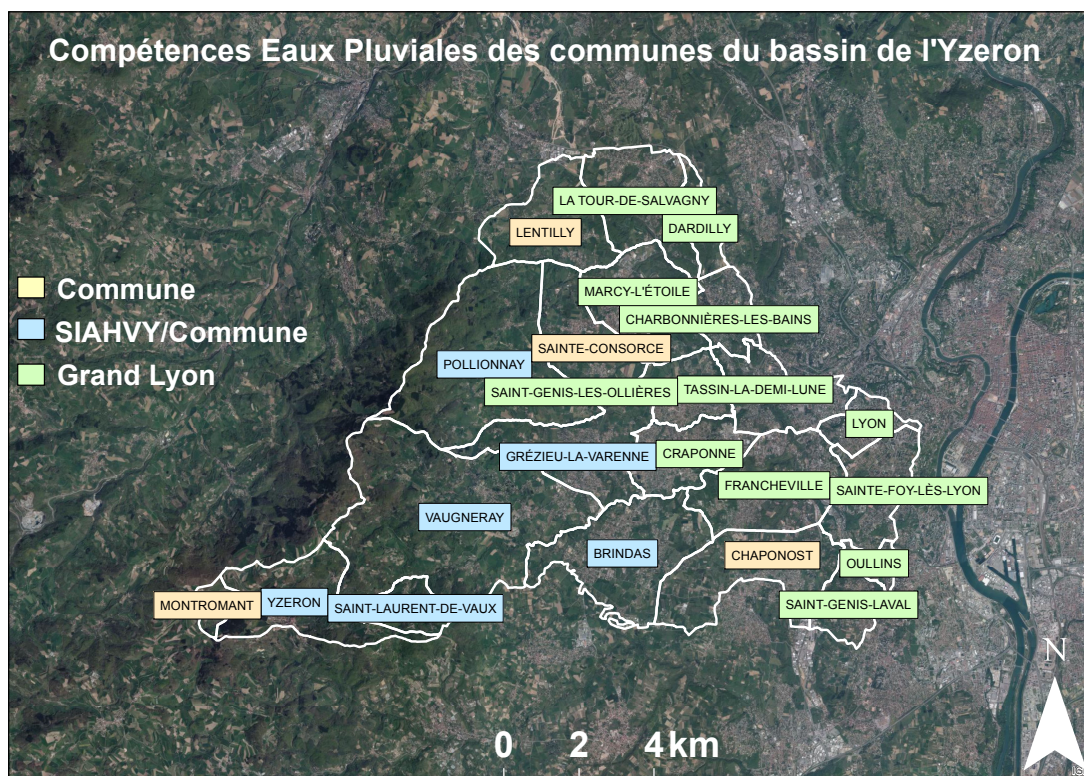 Compétences Eaux Pluviales des communes du bassin de l'Yzeron
LA TOUR-DE-SALVAGNY
LENTILLY
DARDILLY
Commune
SIAHVY/Commune
Grand Lyon
MARCY-L'ÉTOILE
CHARBONNIÈRES-LES-BAINS
SAINTE-CONSORCE
POLLIONNAY
SAINT-GENIS-LES-OLLIÈRES
TASSIN-LA-DEMI-LUNE
LYON
GRÉZIEU-LA-VARENNE
CRAPONNE
FRANCHEVILLE
SAINTE-FOY-LÈS-LYON
VAUGNERAY
BRINDAS
CHAPONOST
OULLINS
MONTROMANT
YZERON
SAINT-LAURENT-DE-VAUX
SAINT-GENIS-LAVAL
N
0 2 4 km